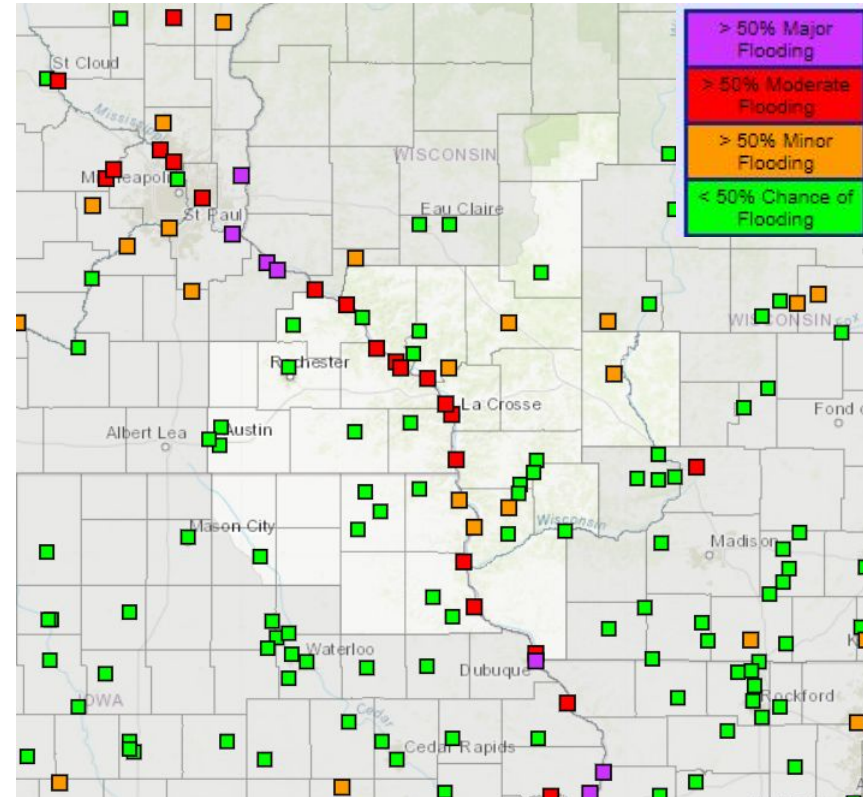 > 50% Major
Flooding
> 50% Moderate
Flooding
> 50% Minor
Flooding
< 50% Chance of
Flooding
St Cloud
Mississippi
WISCONSIN
St Paul
Eau Claire
WISCONSIN
Fox
Rochester
La Crosse
Fond
Albert Lea
Austin
Mason City
Wisconsin
Madison
Waterloo
Dubuque
IOWA
Rockford
Cedar
Cedar Rapids